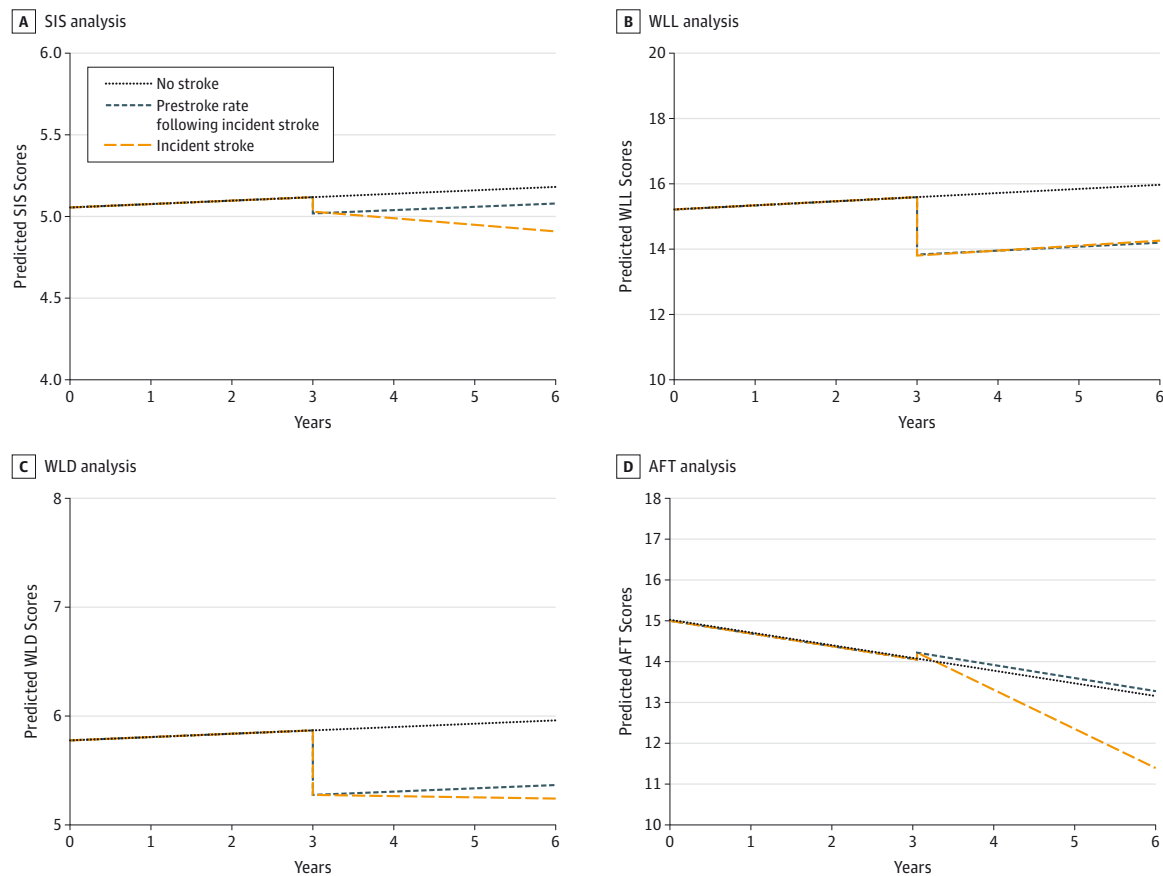 A SIS analysis
6.0
5.5
5.0
4.5
4.0
Predicted SIS Scores
No stroke
Prestroke rate
following incident stroke
Incident stroke
0 1 2 3 4 5 6
Years
B WLL analysis
20
18
16
14
12
10
Predicted WLL Scores
0 1 2 3 4 5 6
Years
C WLD analysis
8
7
6
5
Predicted WLD Scores
0 1 2 3 4 5 6
Years
D AFT analysis
18
17
16
15
14
13
12
11
10
Predicted AFT Scores
0 1 2 3 4 5 6
Years